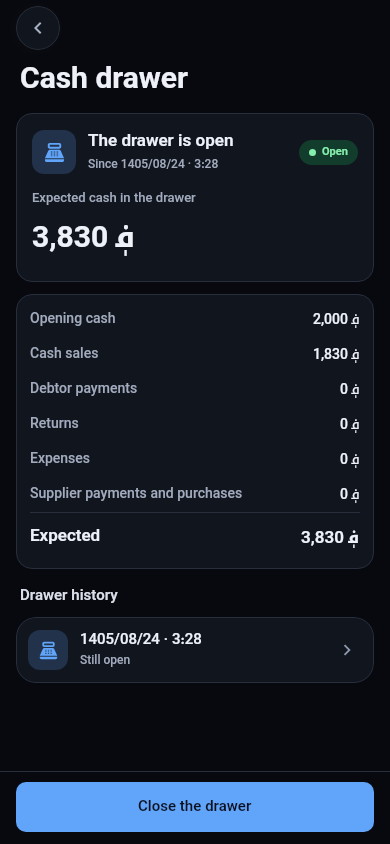 Cash drawer
The drawer is open
Since 1405/08/24 · 3:28
Open
Expected cash in the drawer
3,830 ؋
Opening cash 2,000 ؋
Cash sales 1,830 ؋
Debtor payments 0 ؋
Returns 0 ؋
Expenses 0 ؋
Supplier payments and purchases 0 ؋
Expected 3,830 ؋
Drawer history
1405/08/24 · 3:28
Still open
Close the drawer